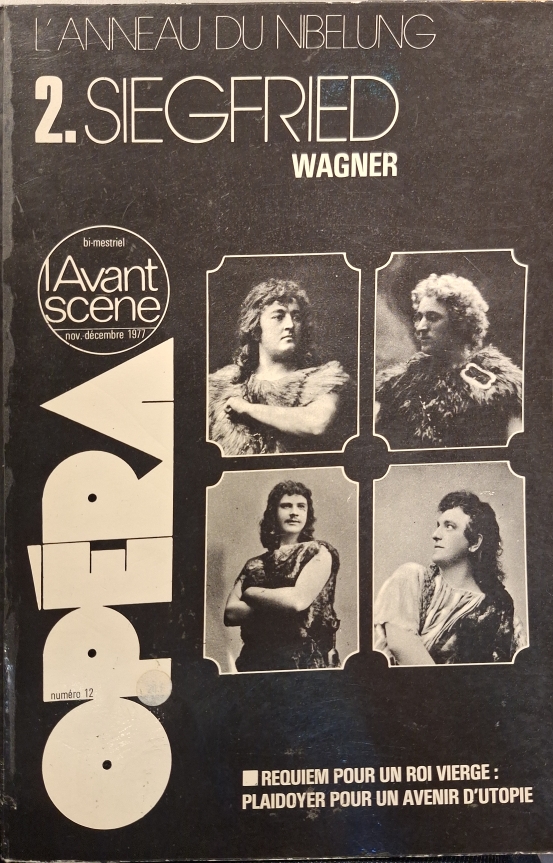 L'ANNEAU DU NIBELUNG
2. SIEGFRIED
WAGNER
bi-mestriel
l'Avant
scène
nov.-décembre 1977
OPÉRA
numéro 12
REQUIEM POUR UN ROI VIERGE :
PLAIDOYER POUR UN AVENIR D'UTOPIE